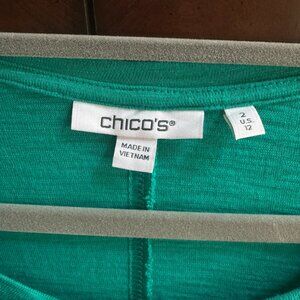 chico's®
MADE IN
VIETNAM
2
U.S.
12